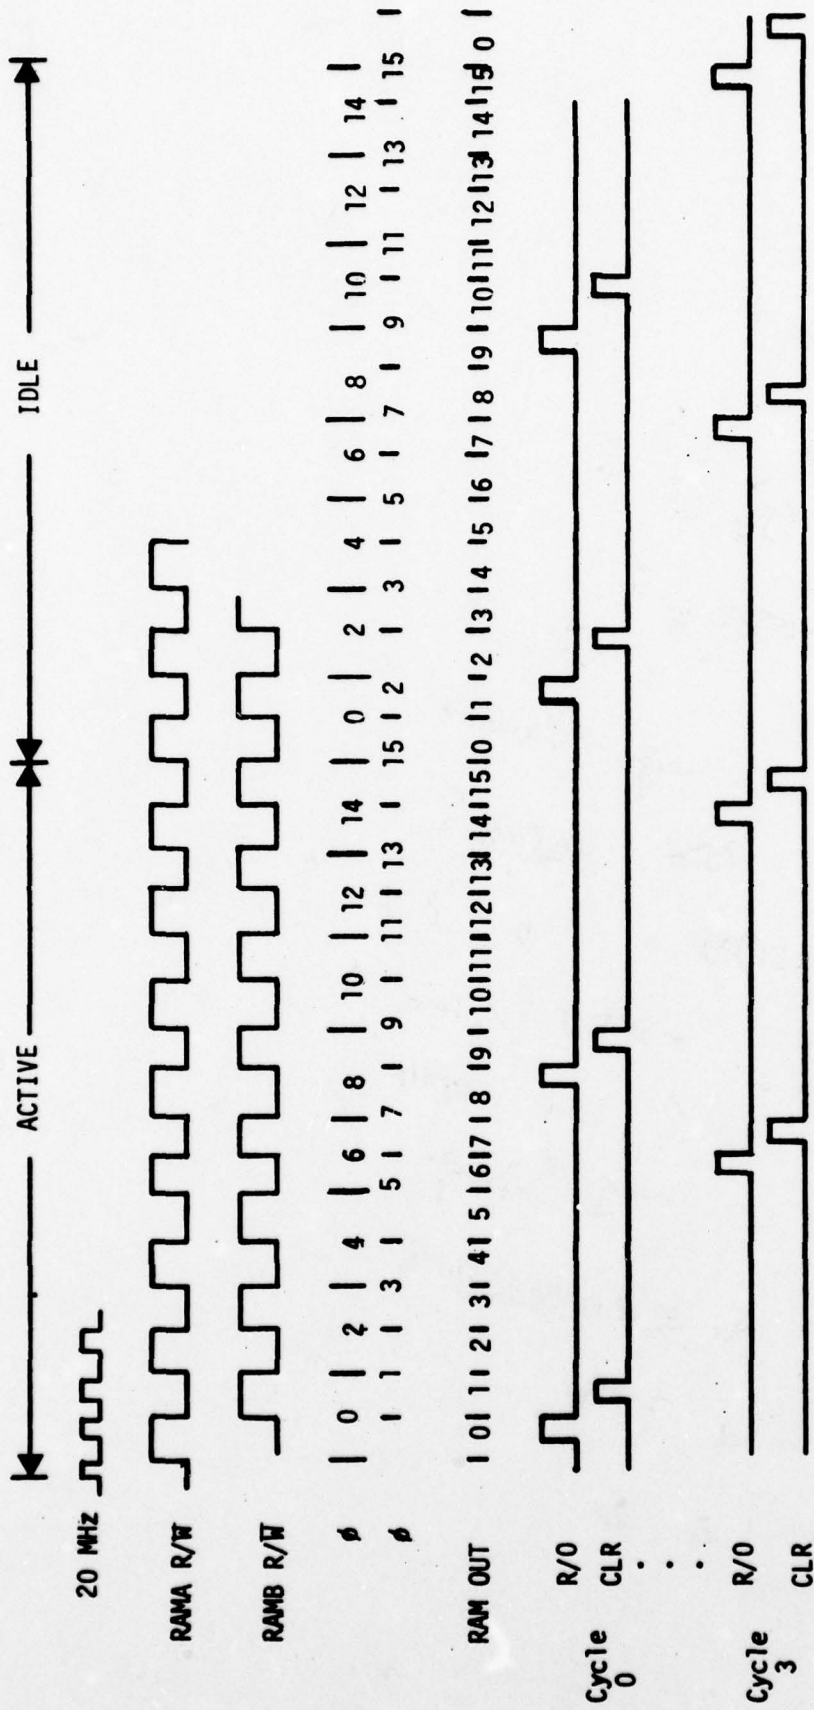 ACTIVE IDLE
20 MHz
RAMA R/W
RAMB R/W
ø | 0 | 2 | 4 | 6 | 8 | 10 | 12 | 14 | 0 | 2 | 4 | 6 | 8 | 10 | 12 | 14 |
ø | 1 | 3 | 5 | 7 | 9 | 11 | 13 | 15 | 2 | 3 | 5 | 7 | 9 | 11 | 13 | 15 |
RAM OUT | 0 | 1 | 2 | 3 | 4 | 5 | 6 | 7 | 8 | 9 | 10 | 11 | 12 | 13 | 14 | 15 | 0 | 1 | 2 | 3 | 4 | 5 | 6 | 7 | 8 | 9 | 10 | 11 | 12 | 13 | 14 | 15 | 0 |
Cycle 0
R/O
CLR
Cycle 3
R/O
CLR